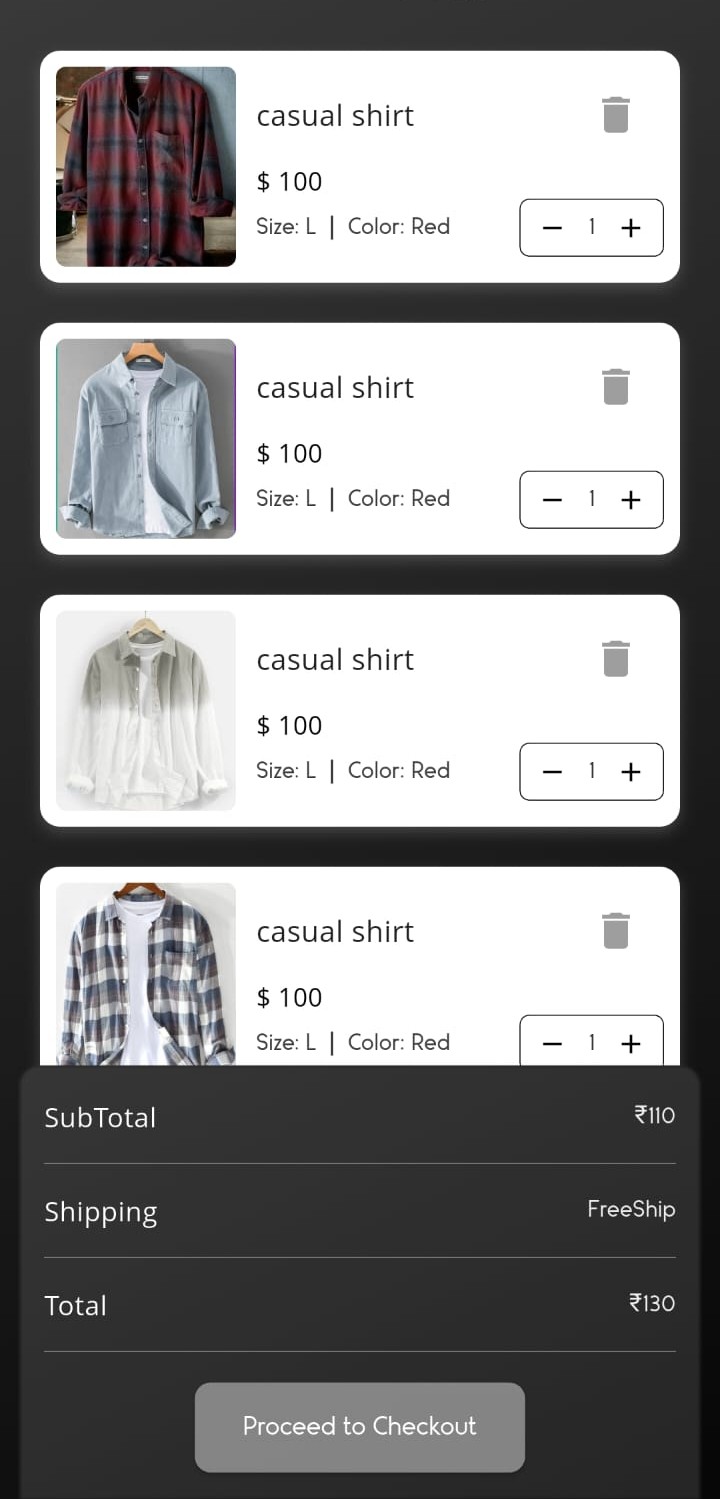 casual shirt
$ 100
Size: L | Color: Red
− 1 +
casual shirt
$ 100
Size: L | Color: Red
− 1 +
casual shirt
$ 100
Size: L | Color: Red
− 1 +
casual shirt
$ 100
Size: L | Color: Red
− 1 +
SubTotal ₹110
Shipping FreeShip
Total ₹130
Proceed to Checkout